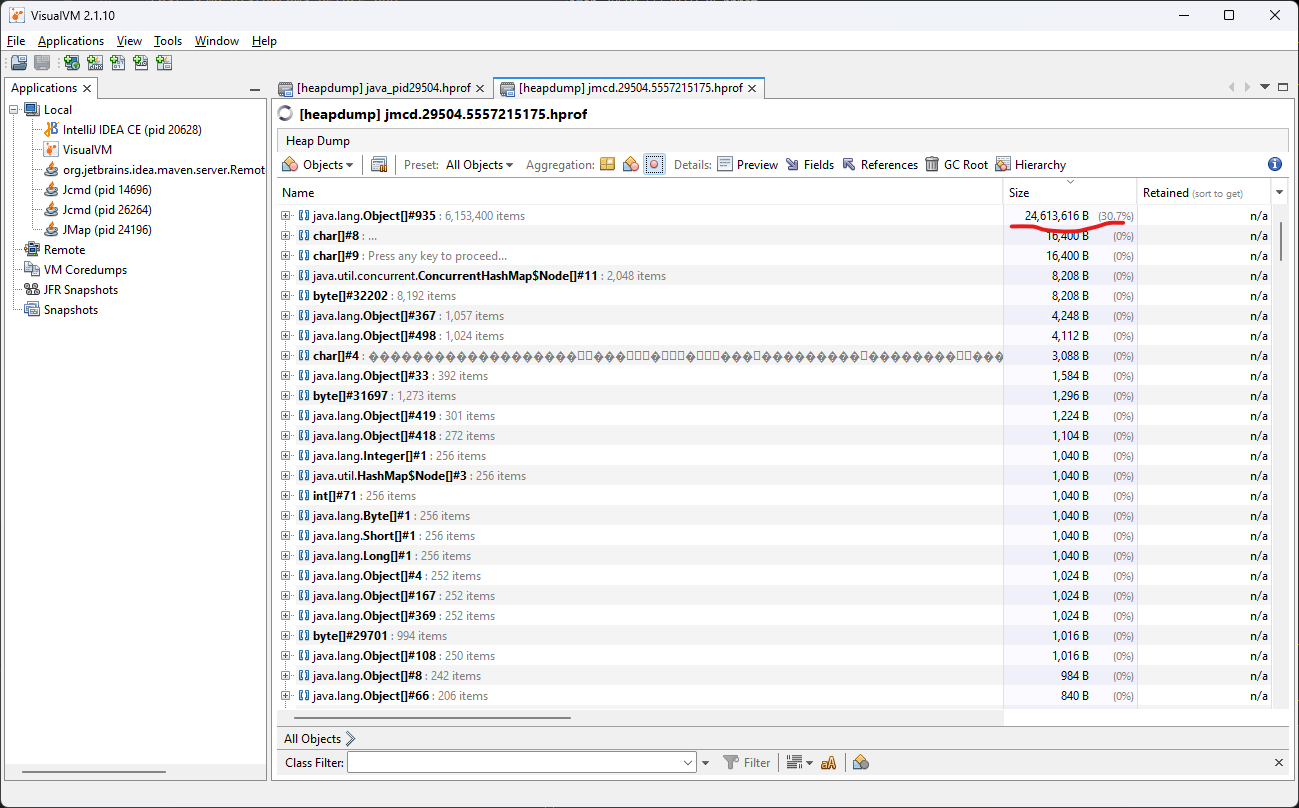 VisualVM 2.1.10
File Applications View Tools Window Help
Applications
[heapdump] java_pid29504.hprof
[heapdump] jmcd.29504.5557215175.hprof
Local
IntelliJ IDEA CE (pid 20628)
VisualVM
org.jetbrains.idea.maven.server.Remot
Jcmd (pid 14696)
Jcmd (pid 26264)
JMap (pid 24196)
Remote
VM Coredumps
JFR Snapshots
Snapshots
[heapdump] jmcd.29504.5557215175.hprof
Heap Dump
Objects Preset: All Objects Aggregation: Details: Preview Fields References GC Root Hierarchy
Name Size Retained (sort to get)
java.lang.Object[]#935 : 6,153,400 items 24,613,616 B (30.7%) n/a
char[]#8 : ... 16,400 B (0%) n/a
char[]#9 : Press any key to proceed... 16,400 B (0%) n/a
java.util.concurrent.ConcurrentHashMap$Node[]#11 : 2,048 items 8,208 B (0%) n/a
byte[]#32202 : 8,192 items 8,208 B (0%) n/a
java.lang.Object[]#367 : 1,057 items 4,248 B (0%) n/a
java.lang.Object[]#498 : 1,024 items 4,112 B (0%) n/a
char[]#4 : 3,088 B (0%) n/a
java.lang.Object[]#33 : 392 items 1,584 B (0%) n/a
byte[]#31697 : 1,273 items 1,296 B (0%) n/a
java.lang.Object[]#419 : 301 items 1,224 B (0%) n/a
java.lang.Object[]#418 : 272 items 1,104 B (0%) n/a
java.lang.Integer[]#1 : 256 items 1,040 B (0%) n/a
java.util.HashMap$Node[]#3 : 256 items 1,040 B (0%) n/a
int[]#71 : 256 items 1,040 B (0%) n/a
java.lang.Byte[]#1 : 256 items 1,040 B (0%) n/a
java.lang.Short[]#1 : 256 items 1,040 B (0%) n/a
java.lang.Long[]#1 : 256 items 1,040 B (0%) n/a
java.lang.Object[]#4 : 252 items 1,024 B (0%) n/a
java.lang.Object[]#167 : 252 items 1,024 B (0%) n/a
java.lang.Object[]#369 : 252 items 1,024 B (0%) n/a
byte[]#29701 : 994 items 1,016 B (0%) n/a
java.lang.Object[]#108 : 250 items 1,016 B (0%) n/a
java.lang.Object[]#8 : 242 items 984 B (0%) n/a
java.lang.Object[]#66 : 206 items 840 B (0%) n/a
All Objects
Class Filter: Filter aA